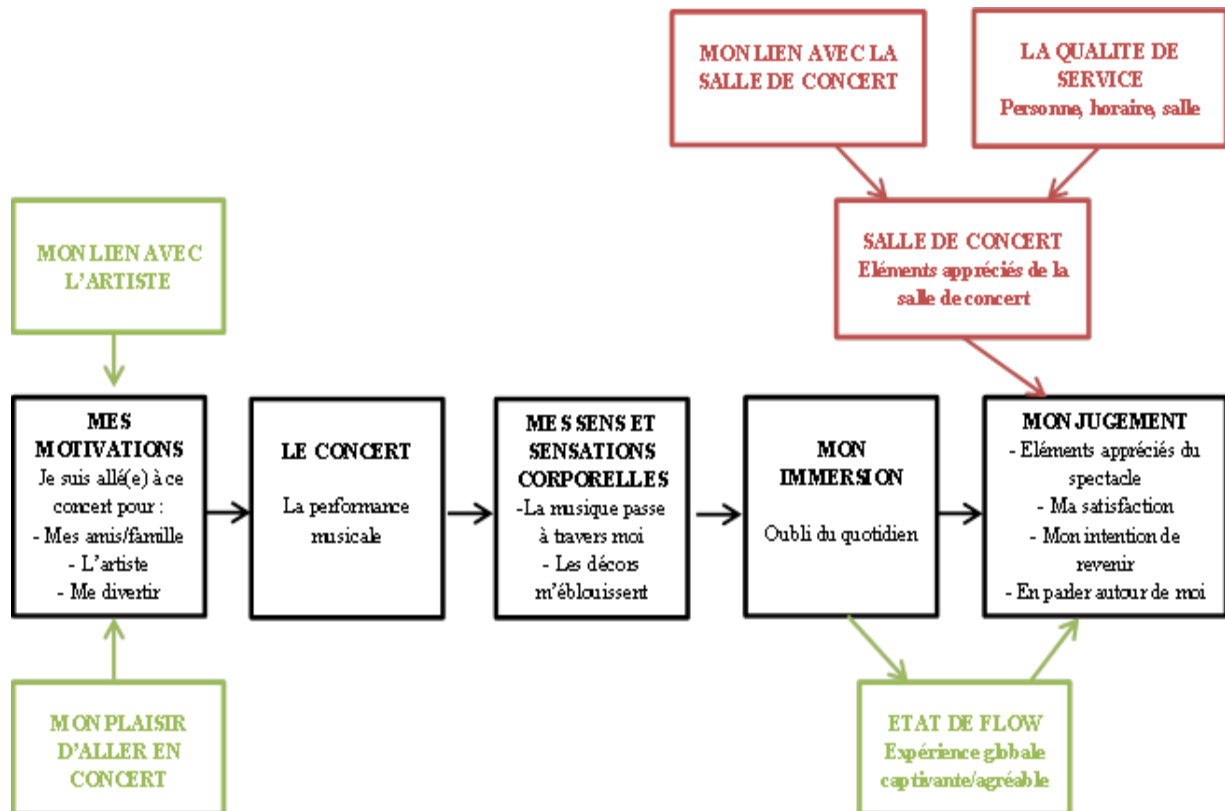 MON LIEN AVEC LA
SALLE DE CONCERT
LA QUALITE DE
SERVICE
Personne, horaire, salle
MON LIEN AVEC
L'ARTISTE
SALLE DE CONCERT
Eléments appréciés de la
salle de concert
MES
MOTIVATIONS
Je suis allé(e) à ce
concert pour :
- Mes amis/famille
- L'artiste
- Me divertir
LE CONCERT
La performance
musicale
MES SENS ET
SENSATIONS
CORPORELLES
-La musique passe
à travers moi
- Les décors
m'éblouissent
MON
IMMERSION
Oubli du quotidien
MON JUGEMENT
- Eléments appréciés du
spectacle
- Ma satisfaction
- Mon intention de
revenir
- En parler autour de moi
MON PLAISIR
D'ALLER EN
CONCERT
ETAT DE FLOW
Expérience globale
captivante/agréable